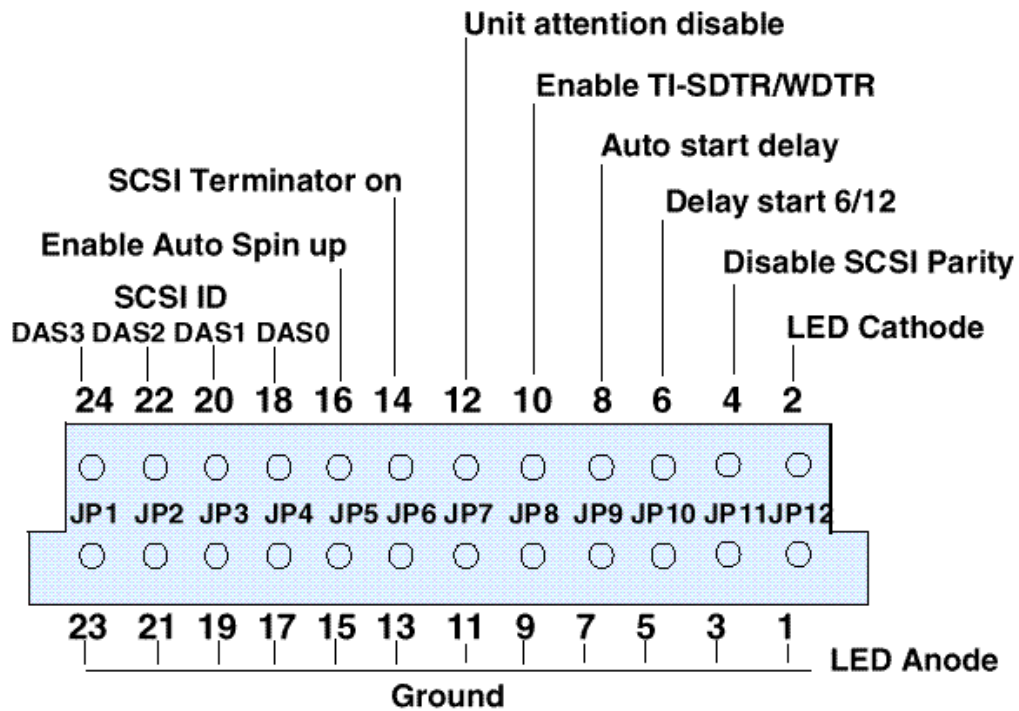 Unit attention disable
Enable TI-SDTR/WDTR
Auto start delay
SCSI Terminator on
Delay start 6/12
Enable Auto Spin up
Disable SCSI Parity
SCSI ID
DAS3 DAS2 DAS1 DAS0
LED Cathode
24 22 20 18 16 14 12 10 8 6 4 2
JP1 JP2 JP3 JP4 JP5 JP6 JP7 JP8 JP9 JP10 JP11 JP12
23 21 19 17 15 13 11 9 7 5 3 1
LED Anode
Ground